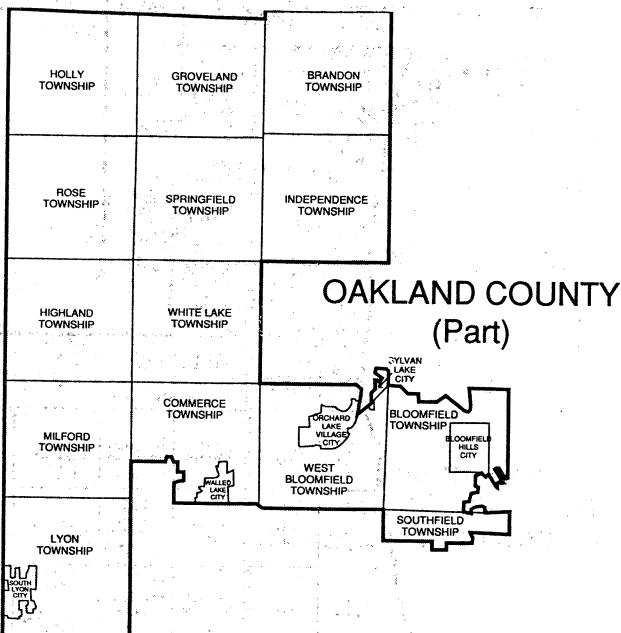 HOLLY
TOWNSHIP
GROVELAND
TOWNSHIP
BRANDON
TOWNSHIP
ROSE
TOWNSHIP
SPRINGFIELD
TOWNSHIP
INDEPENDENCE
TOWNSHIP
OAKLAND COUNTY
(Part)
HIGHLAND
TOWNSHIP
WHITE LAKE
TOWNSHIP
SYLVAN
LAKE
CITY
COMMERCE
TOWNSHIP
ORCHARD
LAKE
VILLAGE
CITY
BLOOMFIELD
TOWNSHIP
BLOOMFIELD
HILLS
CITY
MILFORD
TOWNSHIP
WEST
BLOOMFIELD
TOWNSHIP
WALLED
LAKE
CITY
SOUTHFIELD
TOWNSHIP
LYON
TOWNSHIP
SOUTH
LYON
CITY